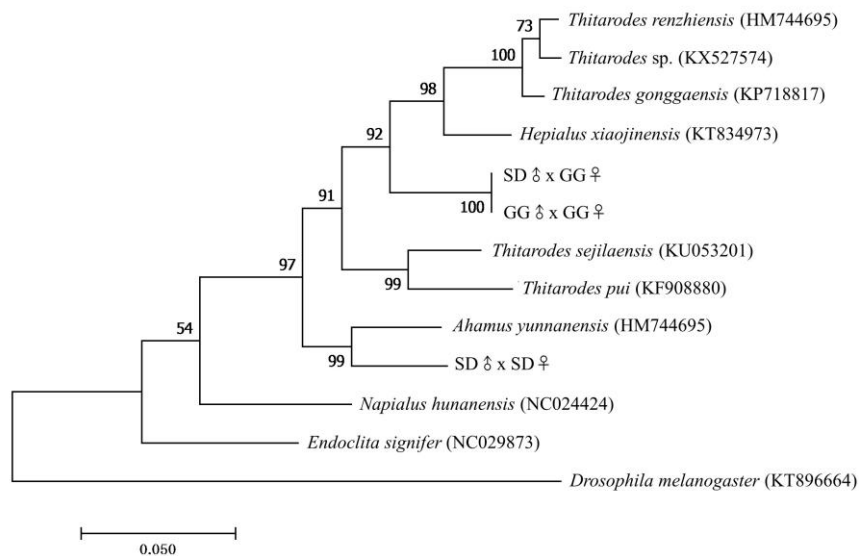 73
Thitarodes renzhiensis (HM744695)
100
Thitarodes sp. (KX527574)
98
Thitarodes gonggaensis (KP718817)
92
Hepialus xiaojinensis (KT834973)
SD ♂ x GG ♀
91
100
GG ♂ x GG ♀
97
Thitarodes sejilaensis (KU053201)
99
Thitarodes pui (KF908880)
54
Ahamus yunnanensis (HM744695)
99
SD ♂ x SD ♀
Napialus hunanensis (NC024424)
Endoclita signifer (NC029873)
Drosophila melanogaster (KT896664)
0.050